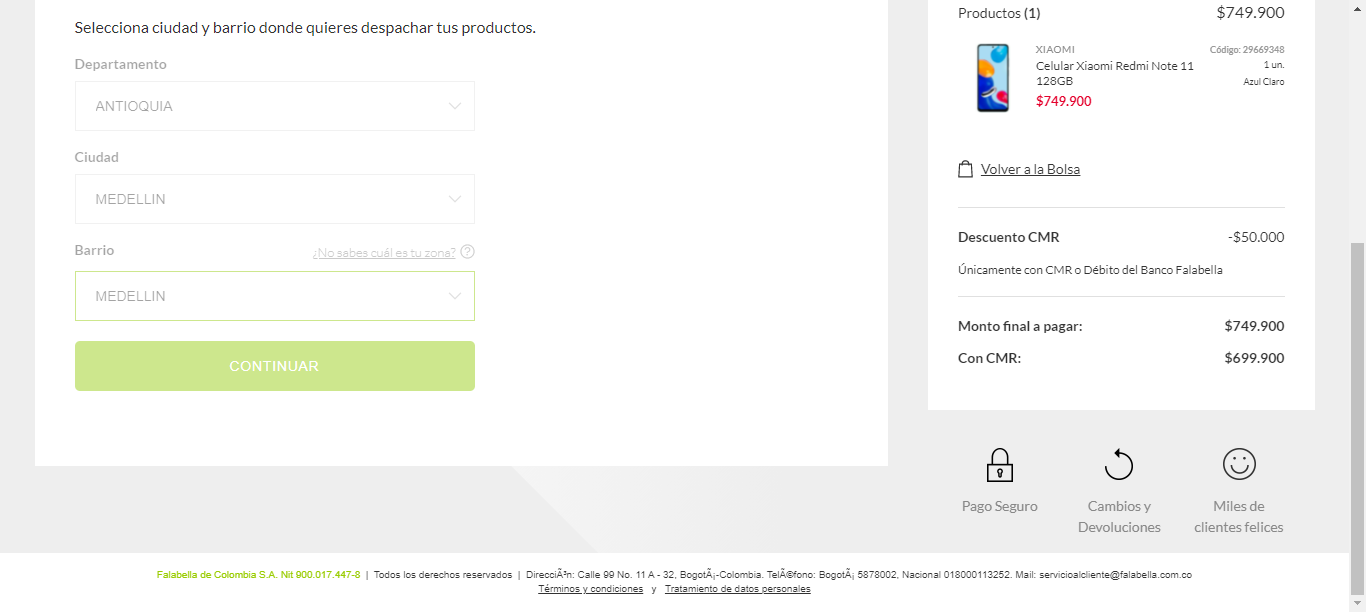 Selecciona ciudad y barrio donde quieres despachar tus productos.
Departamento
ANTIOQUIA
Ciudad
MEDELLIN
Barrio
¿No sabes cuál es tu zona? ?
MEDELLIN
CONTINUAR
Productos (1) $749.900
XIAOMI
Celular Xiaomi Redmi Note 11
128GB
$749.900
Código: 29669348
1 un.
Azul Claro
Volver a la Bolsa
Descuento CMR -$50.000
Únicamente con CMR o Débito del Banco Falabella
Monto final a pagar: $749.900
Con CMR: $699.900
Pago Seguro
Cambios y
Devoluciones
Miles de
clientes felices
Falabella de Colombia S.A. Nit 900.017.447-8 | Todos los derechos reservados | DirecciÃ³n: Calle 99 No. 11 A - 32, BogotÃ¡-Colombia. TelÃ©fono: BogotÃ¡ 5878002, Nacional 018000113252. Mail: servicioalcliente@falabella.com.co
Términos y condiciones y Tratamiento de datos personales